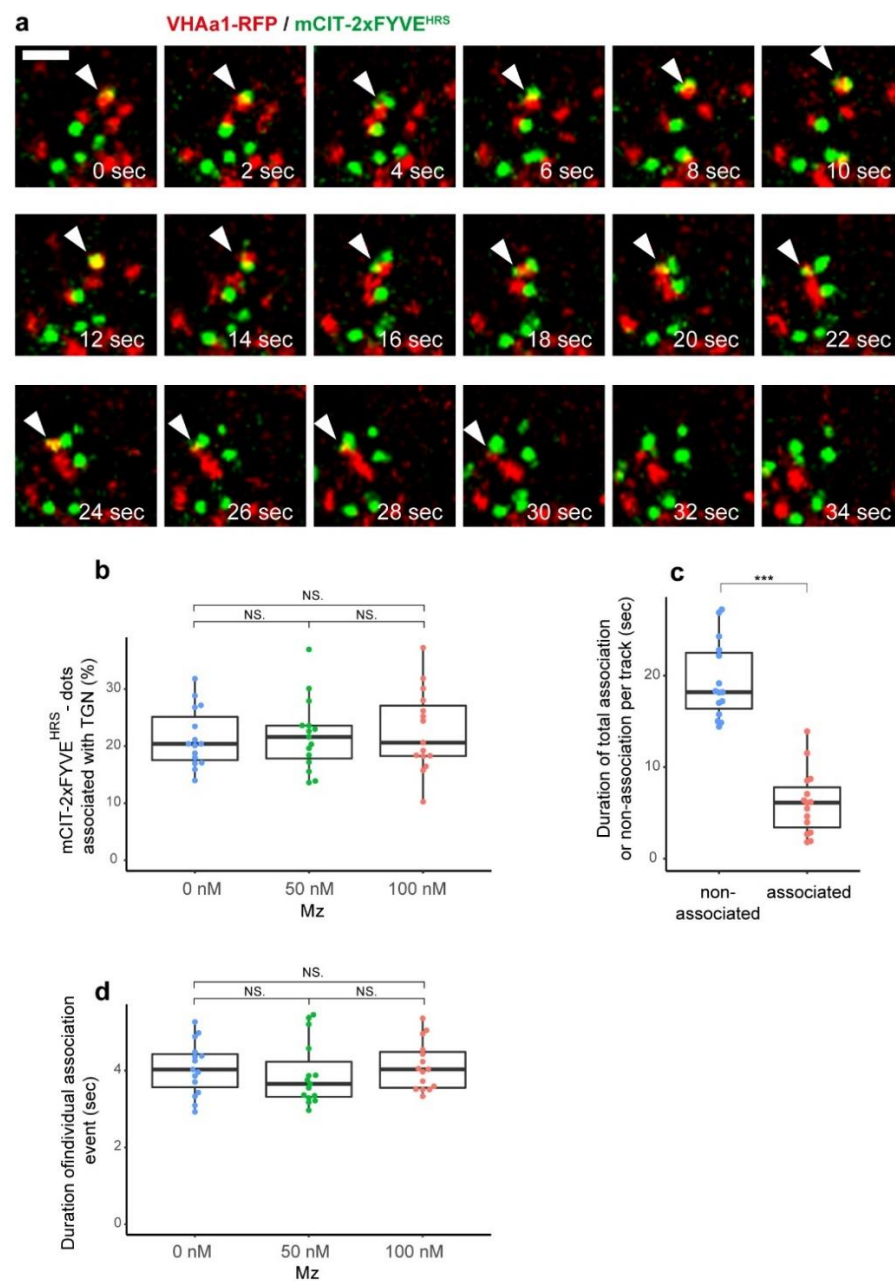 a
VHAa1-RFP / mCIT-2xFYVE^HRS
0 sec
2 sec
4 sec
6 sec
8 sec
10 sec
12 sec
14 sec
16 sec
18 sec
20 sec
22 sec
24 sec
26 sec
28 sec
30 sec
32 sec
34 sec
b
NS.
NS.
NS.
mCIT-2xFYVE^HRS - dots
associated with TGN (%)
30
20
10
0
0 nM
50 nM
100 nM
Mz
c
***
Duration of total association
or non-association per track (sec)
20
10
0
non-
associated
associated
d
NS.
NS.
NS.
Duration ofindividual association
event (sec)
4
2
0
0 nM
50 nM
100 nM
Mz